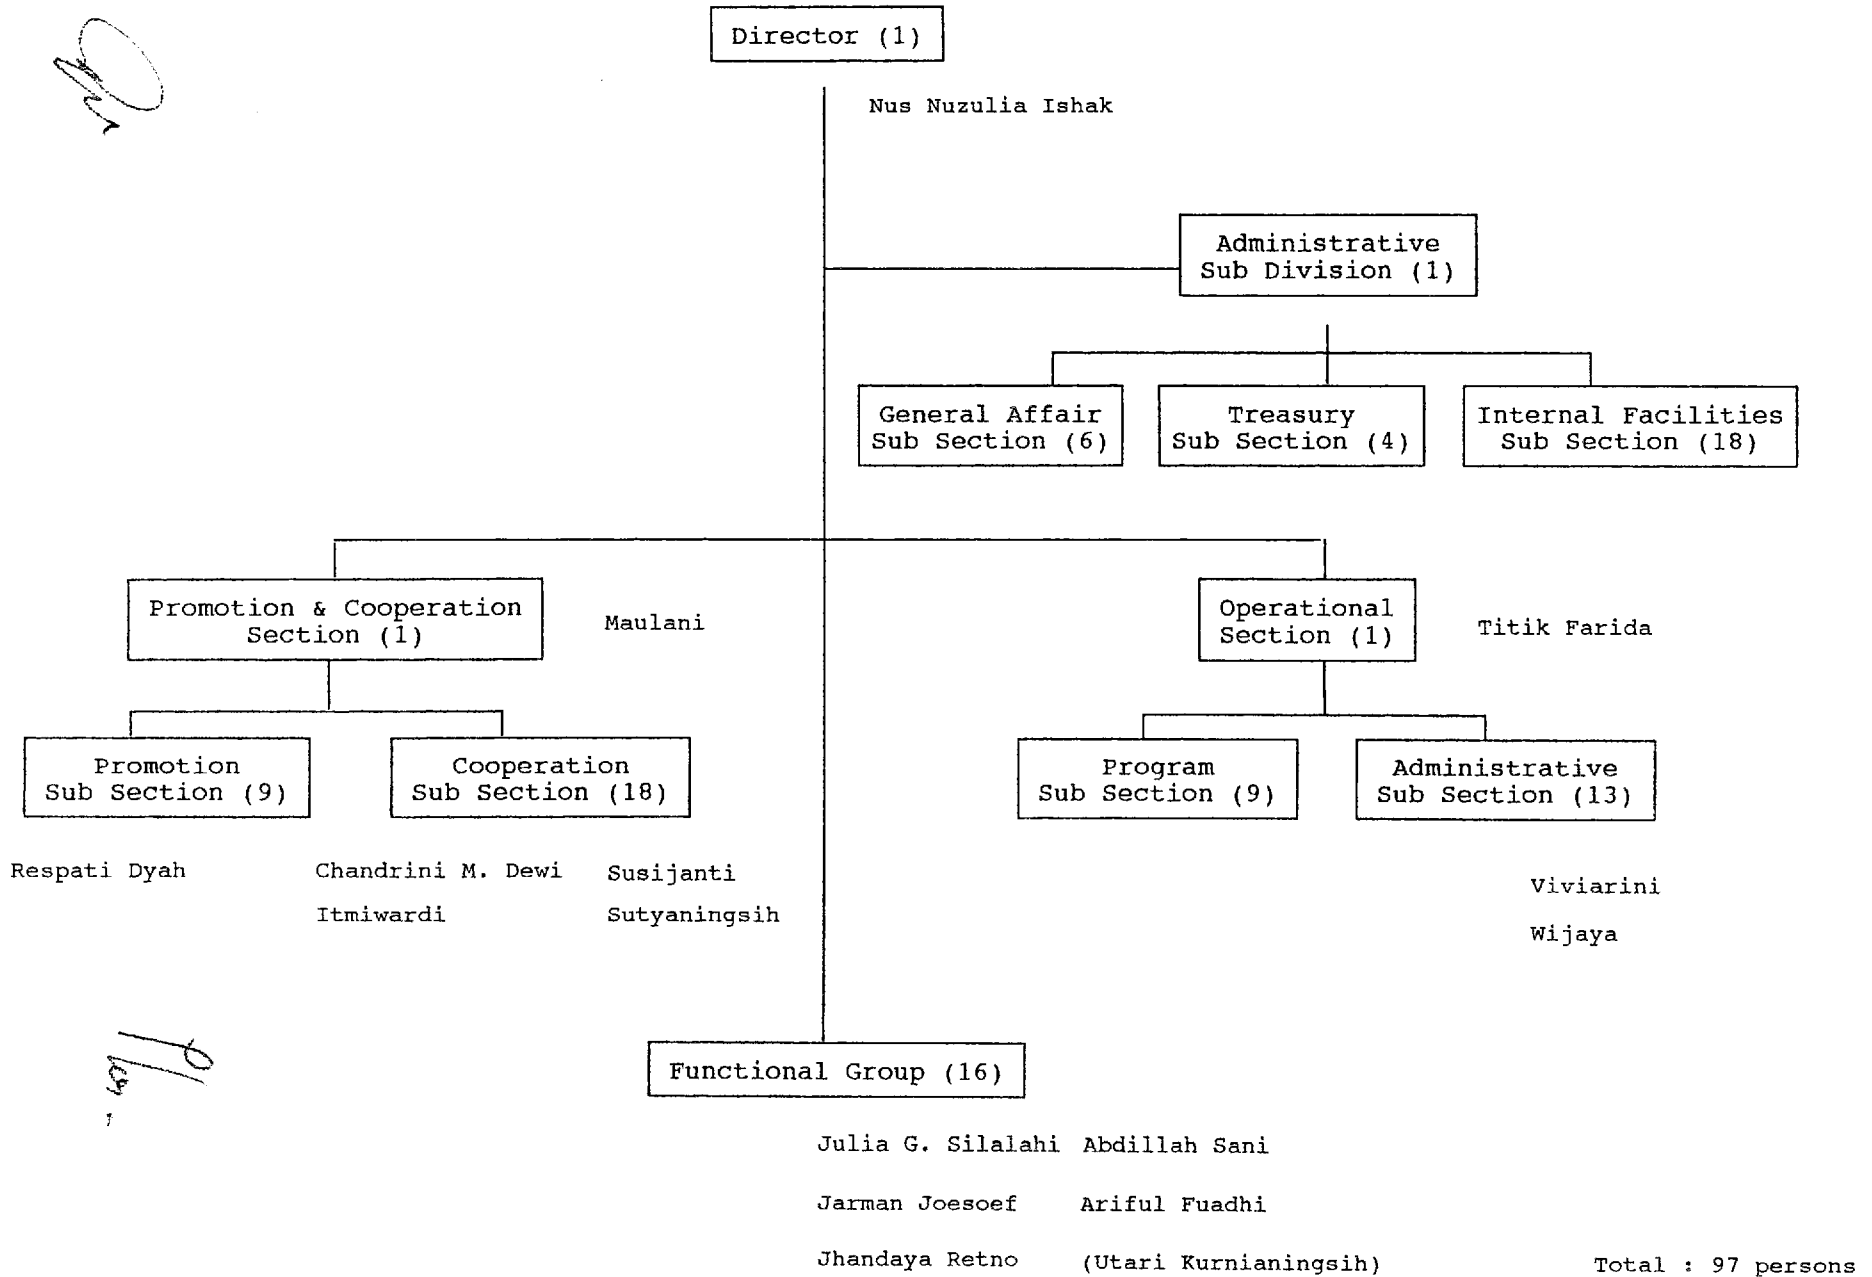 Director (1)
Nus Nuzulia Ishak
Administrative
Sub Division (1)
General Affair
Sub Section (6)
Treasury
Sub Section (4)
Internal Facilities
Sub Section (18)
Promotion & Cooperation
Section (1)
Maulani
Operational
Section (1)
Titik Farida
Promotion
Sub Section (9)
Cooperation
Sub Section (18)
Program
Sub Section (9)
Administrative
Sub Section (13)
Respati Dyah
Chandrini M. Dewi
Susijanti
Itmiwardi
Sutyaningsih
Viviarini
Wijaya
Functional Group (16)
Julia G. Silalahi
Abdillah Sani
Jarman Joesoef
Ariful Fuadhi
Jhandaya Retno
(Utari Kurnianingsih)
Total : 97 persons